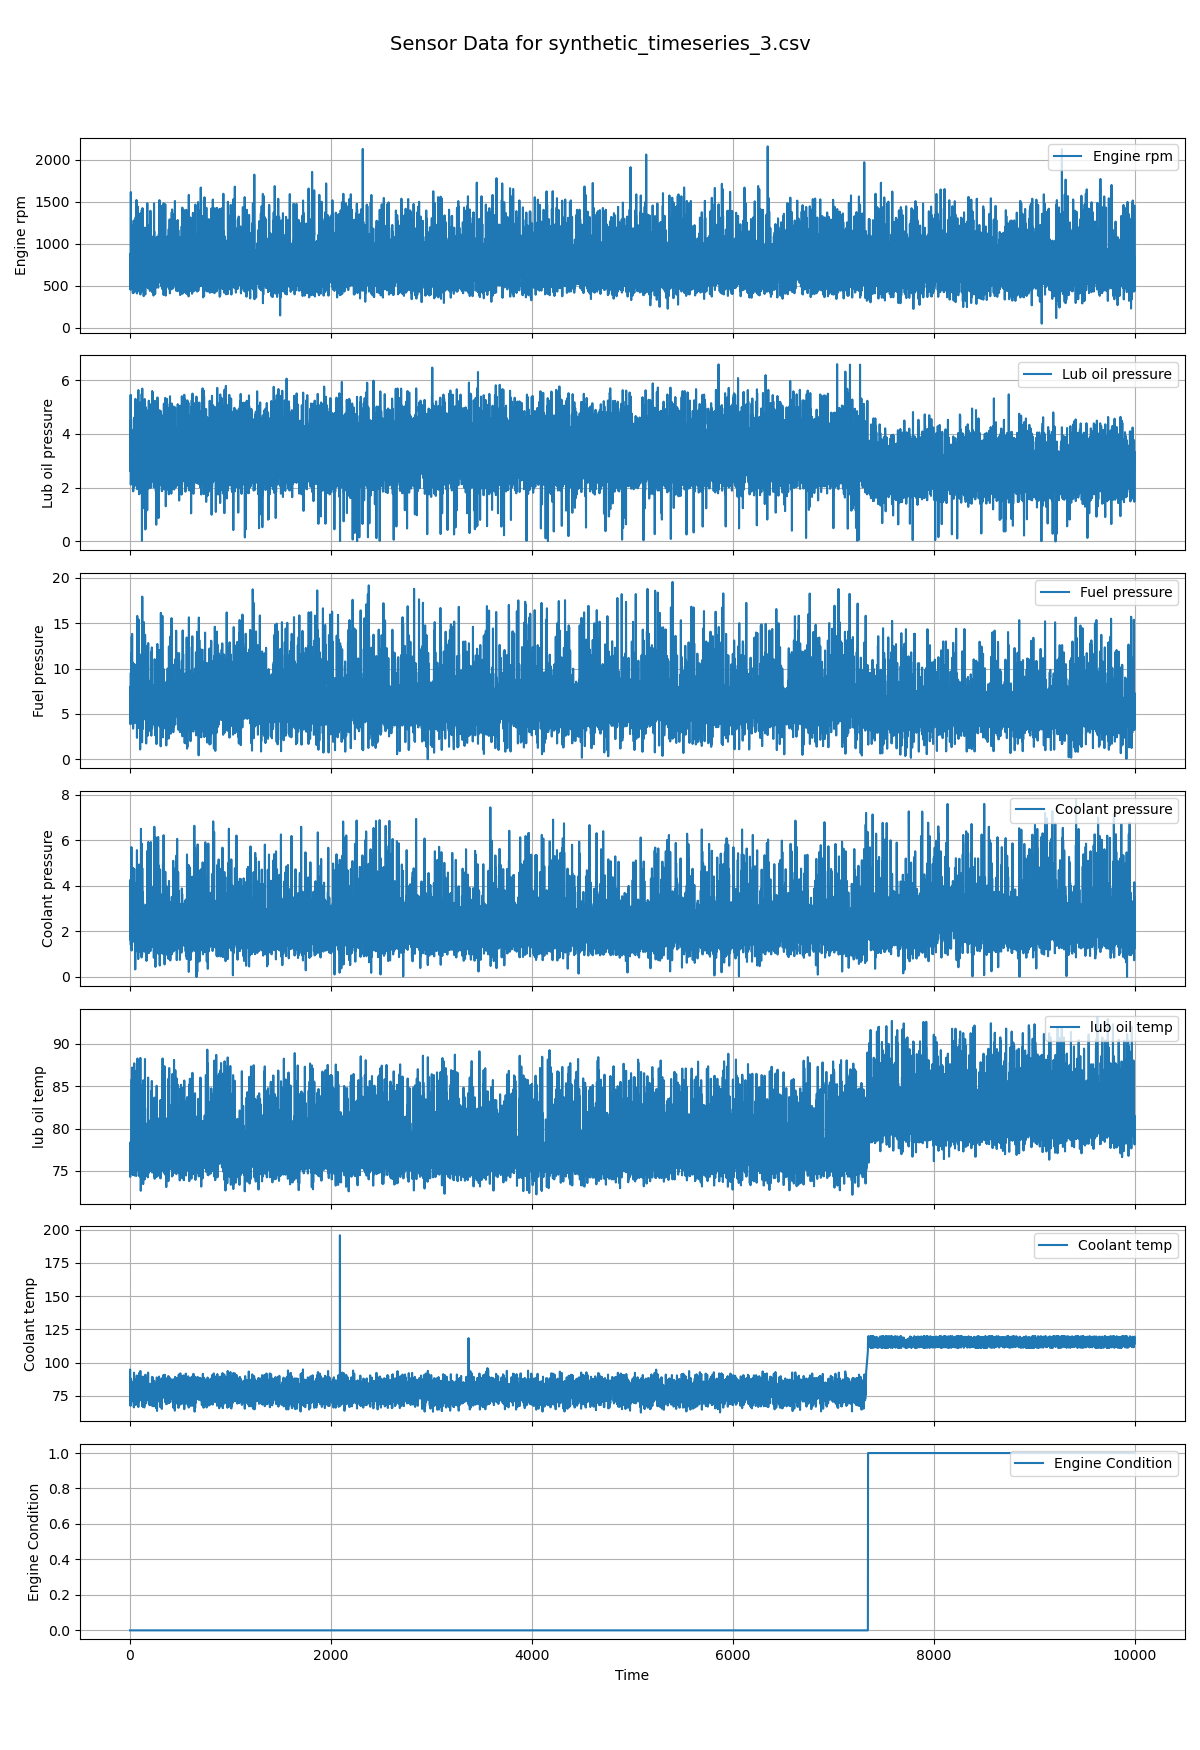 Sensor Data for synthetic_timeseries_3.csv
Engine rpm
2000
1500
1000
500
0
Engine rpm
Lub oil pressure
6
4
2
0
Lub oil pressure
Fuel pressure
20
15
10
5
0
Fuel pressure
Coolant pressure
8
6
4
2
0
Coolant pressure
lub oil temp
90
85
80
75
lub oil temp
Coolant temp
200
175
150
125
100
75
Coolant temp
Engine Condition
1.0
0.8
0.6
0.4
0.2
0.0
Engine Condition
0 2000 4000 6000 8000 10000
Time